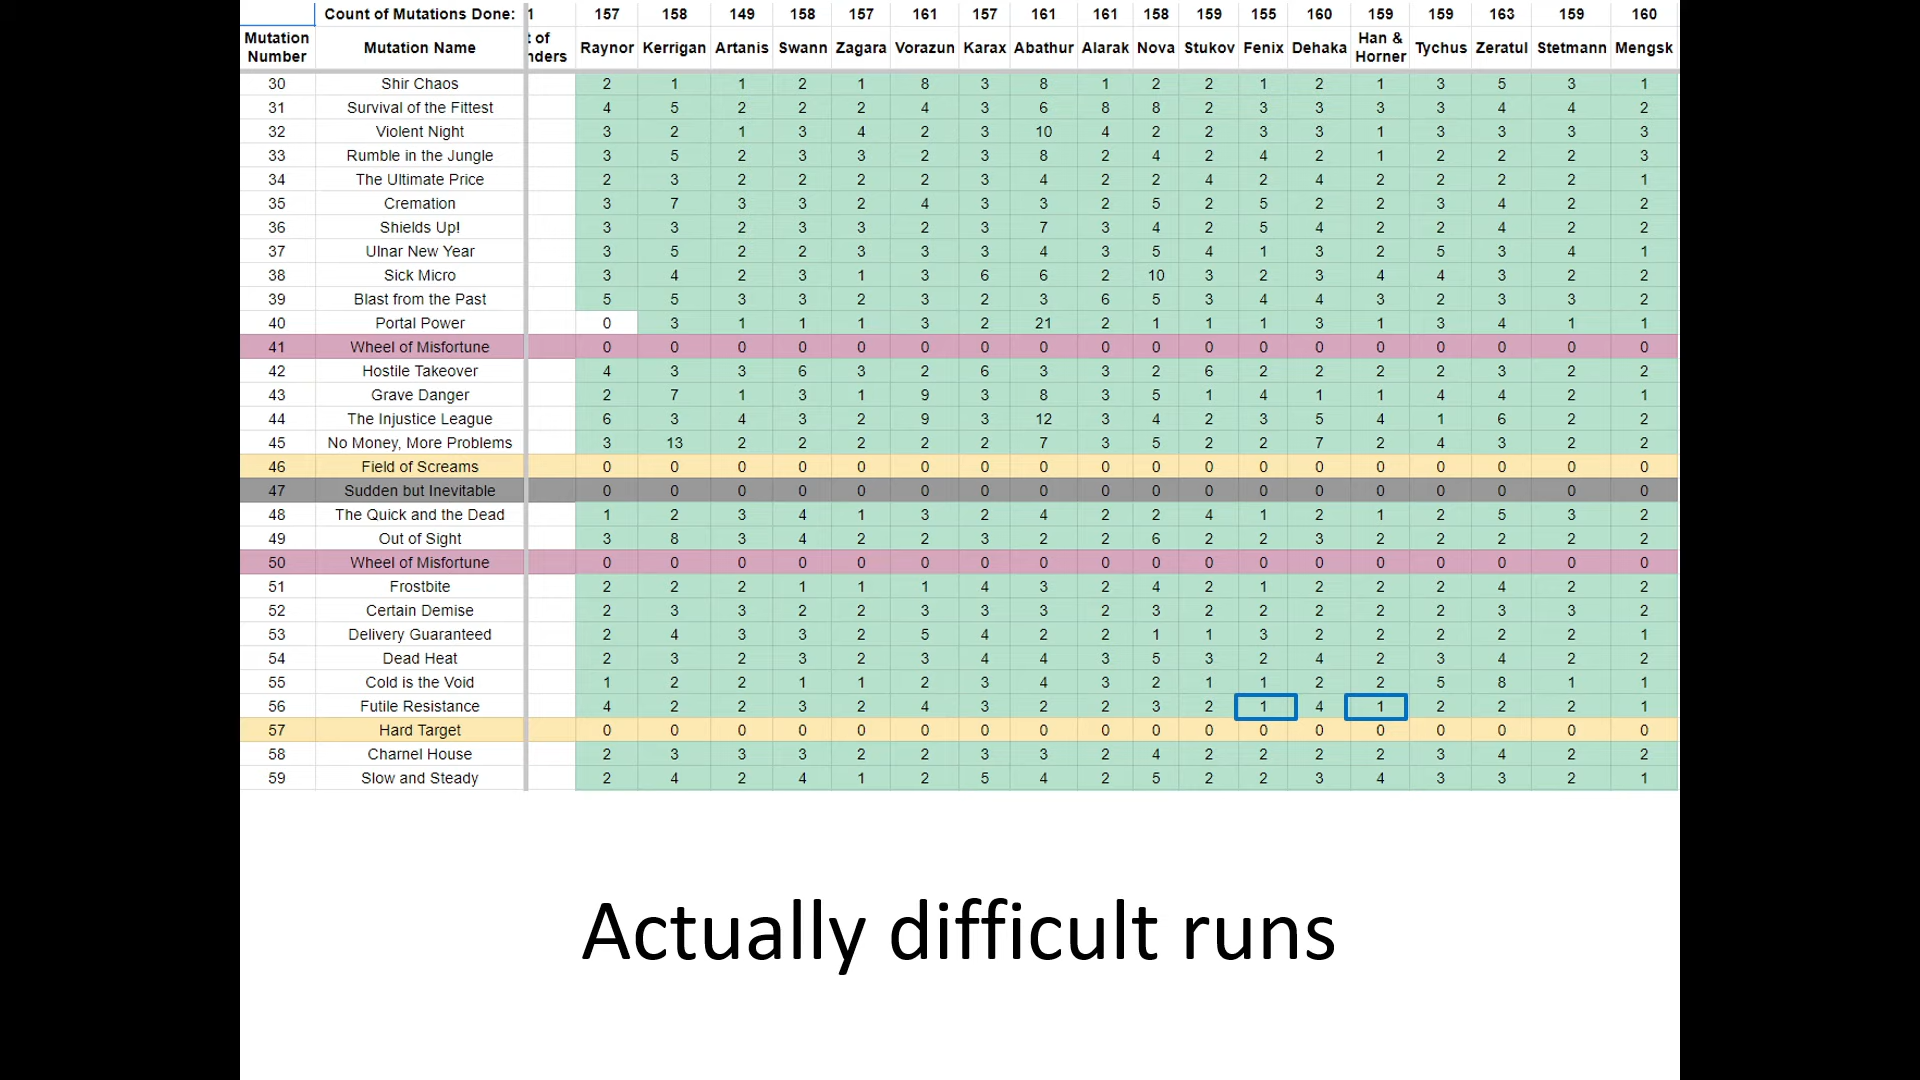 Count of Mutations Done: 1 157 158 149 158 157 161 157 161 161 158 159 155 160 159 159 163 159 160
Mutation Number Mutation Name t of nders Raynor Kerrigan Artanis Swann Zagara Vorazun Karax Abathur Alarak Nova Stukov Fenix Dehaka Han & Horner Tychus Zeratul Stetmann Mengsk
30 Shir Chaos 2 1 1 2 1 8 3 8 1 2 2 1 2 1 3 5 3 1
31 Survival of the Fittest 4 5 2 2 2 4 3 6 8 8 2 3 3 3 3 4 4 2
32 Violent Night 3 2 1 3 4 2 3 10 4 2 2 3 3 1 3 3 3 3
33 Rumble in the Jungle 3 5 2 3 3 2 3 8 2 4 2 4 2 1 2 2 2 3
34 The Ultimate Price 2 3 2 2 2 2 3 4 2 2 4 2 4 2 2 2 2 1
35 Cremation 3 7 3 3 2 4 3 3 2 5 2 5 2 2 3 4 2 2
36 Shields Up! 3 3 2 3 3 2 3 7 3 4 2 5 4 2 2 4 2 2
37 Ulnar New Year 3 5 2 2 3 3 3 4 3 5 4 1 3 2 5 3 4 1
38 Sick Micro 3 4 2 3 1 3 6 6 2 10 3 2 3 4 4 3 2 2
39 Blast from the Past 5 5 3 3 2 3 2 3 6 5 3 4 4 3 2 3 3 2
40 Portal Power 0 3 1 1 1 3 2 21 2 1 1 1 3 1 3 4 1 1
41 Wheel of Misfortune 0 0 0 0 0 0 0 0 0 0 0 0 0 0 0 0 0 0
42 Hostile Takeover 4 3 3 6 3 2 6 3 3 2 6 2 2 2 2 3 2 2
43 Grave Danger 2 7 1 3 1 9 3 8 3 5 1 4 1 1 4 4 2 1
44 The Injustice League 6 3 4 3 2 9 3 12 3 4 2 3 5 4 1 6 2 2
45 No Money, More Problems 3 13 2 2 2 2 2 7 3 5 2 2 7 2 4 3 2 2
46 Field of Screams 0 0 0 0 0 0 0 0 0 0 0 0 0 0 0 0 0 0
47 Sudden but Inevitable 0 0 0 0 0 0 0 0 0 0 0 0 0 0 0 0 0 0
48 The Quick and the Dead 1 2 3 4 1 3 2 4 2 2 4 1 2 1 2 5 3 2
49 Out of Sight 3 8 3 4 2 2 3 2 2 6 2 2 3 2 2 2 2 2
50 Wheel of Misfortune 0 0 0 0 0 0 0 0 0 0 0 0 0 0 0 0 0 0
51 Frostbite 2 2 2 1 1 1 4 3 2 4 2 1 2 2 2 4 2 2
52 Certain Demise 2 3 3 2 2 3 3 3 2 3 2 2 2 2 2 3 3 2
53 Delivery Guaranteed 2 4 3 3 2 5 4 2 2 1 1 3 2 2 2 2 2 1
54 Dead Heat 2 3 2 3 2 3 4 4 3 5 3 2 4 2 3 4 2 2
55 Cold is the Void 1 2 2 1 1 2 3 4 3 2 1 1 2 2 5 8 1 1
56 Futile Resistance 4 2 2 3 2 4 3 2 2 3 2 1 4 1 2 2 2 1
57 Hard Target 0 0 0 0 0 0 0 0 0 0 0 0 0 0 0 0 0 0
58 Charnel House 2 3 3 3 2 2 3 3 2 4 2 2 2 2 3 4 2 2
59 Slow and Steady 2 4 2 4 1 2 5 4 2 5 2 2 3 4 3 3 2 1
Actually difficult runs